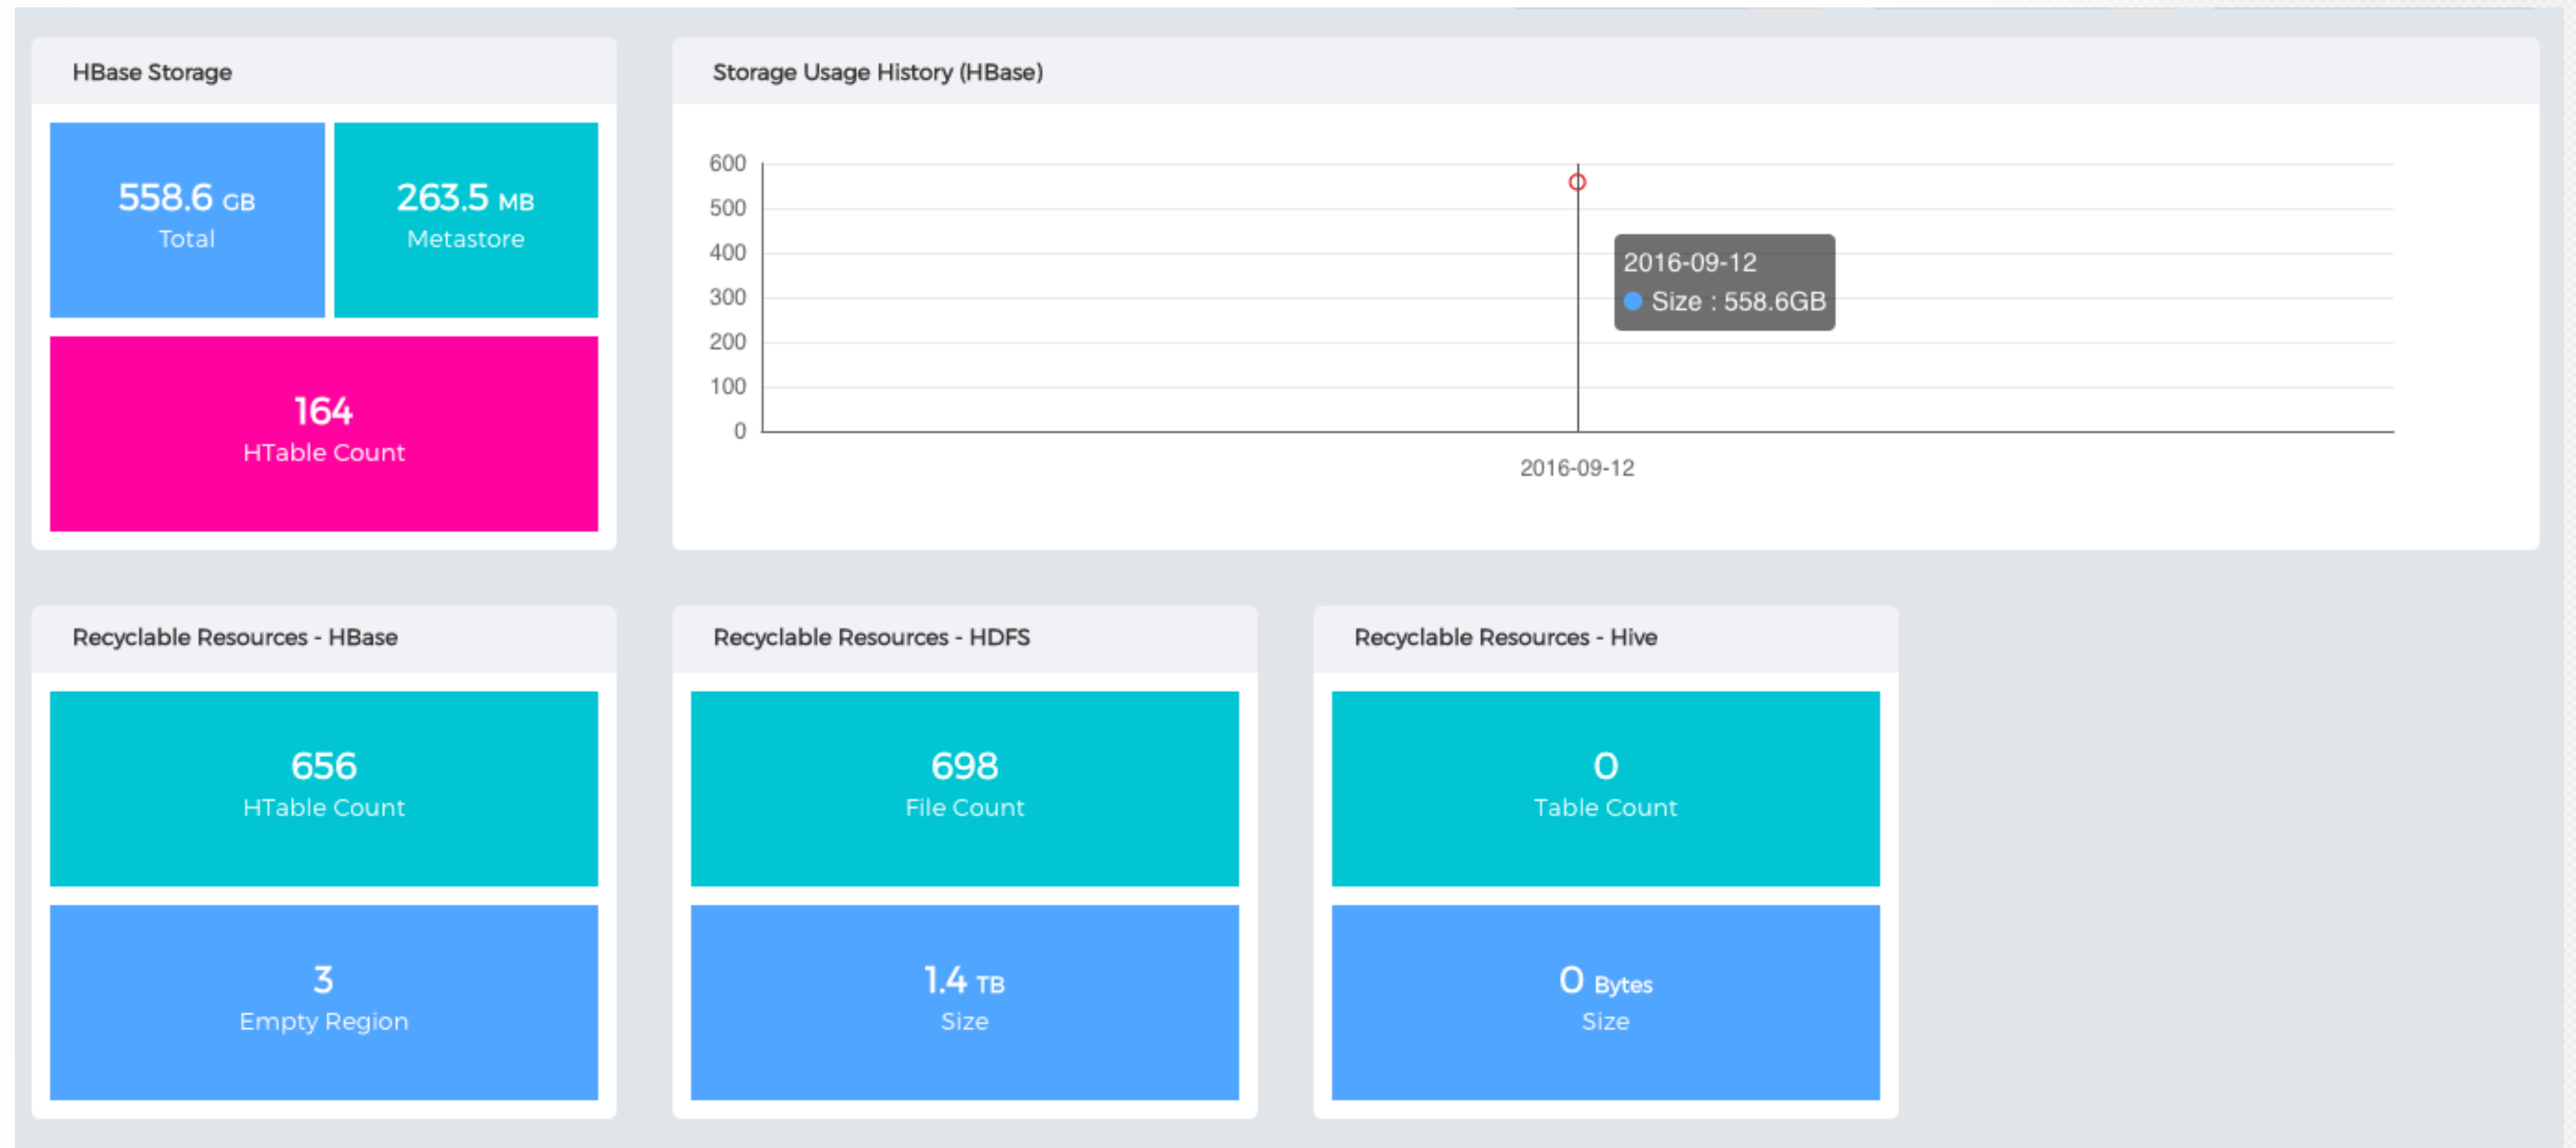 HBase Storage
558.6 GB
Total
263.5 MB
Metastore
164
HTable Count
Storage Usage History (HBase)
600
500
400
300
200
100
0
2016-09-12
Size : 558.6GB
2016-09-12
Recyclable Resources - HBase
656
HTable Count
3
Empty Region
Recyclable Resources - HDFS
698
File Count
1.4 TB
Size
Recyclable Resources - Hive
0
Table Count
0 Bytes
Size